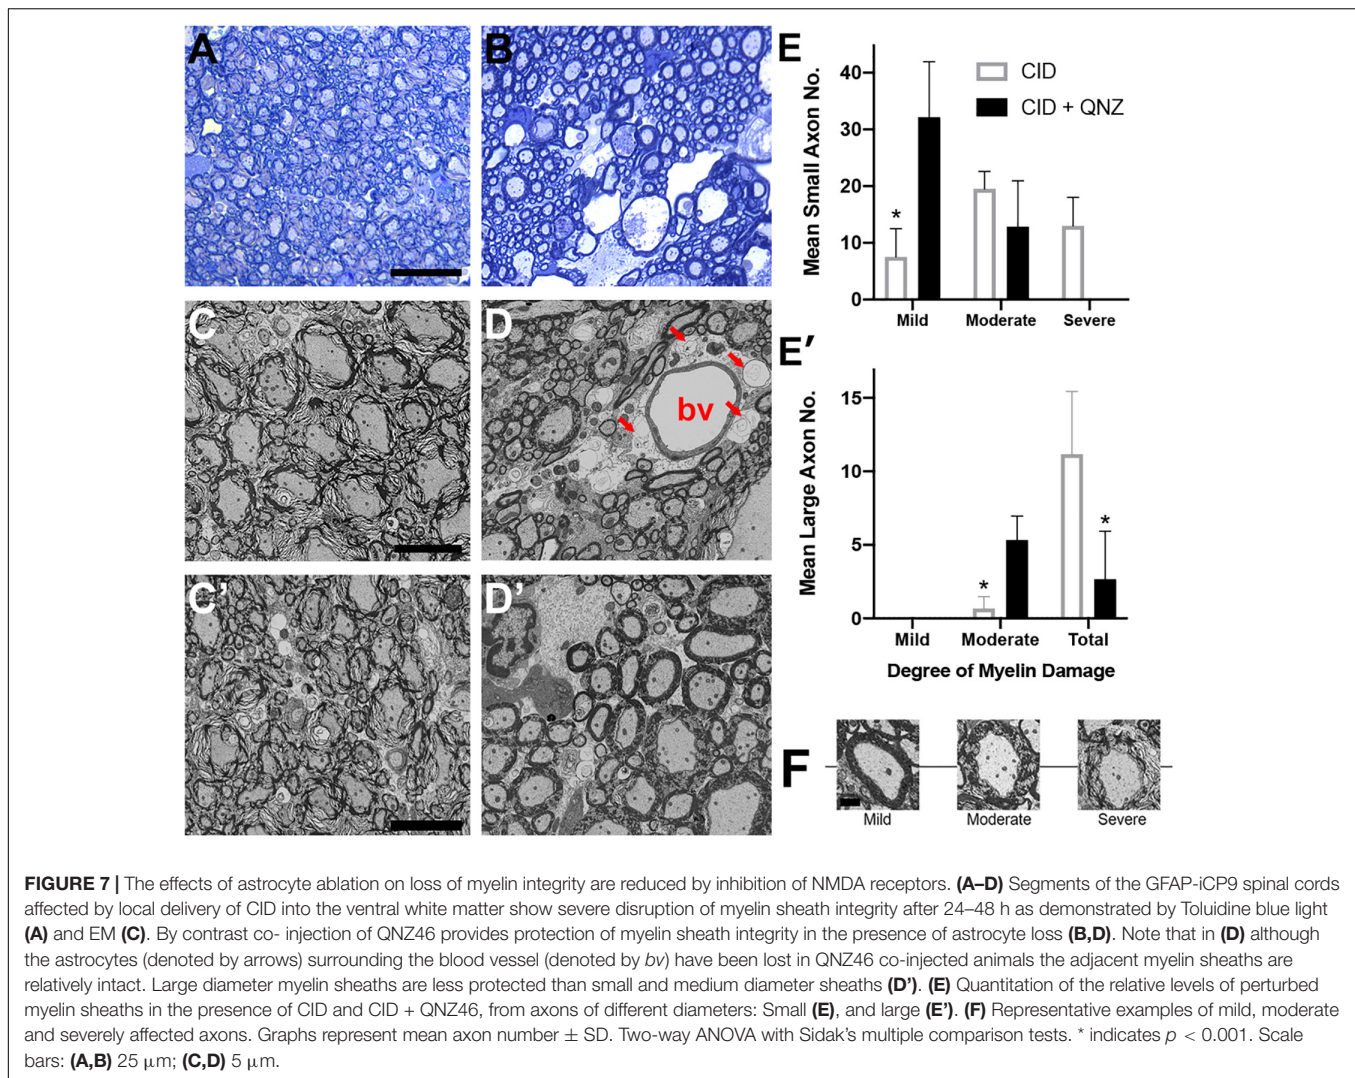 A
B
C
D
bv
C’
D’
E
Mean Small Axon No.
40
30
20
10
0
CID
CID + QNZ
*
Mild
Moderate
Severe
E’
Mean Large Axon No.
15
10
5
0
*
*
Mild
Moderate
Total
Degree of Myelin Damage
F
Mild
Moderate
Severe
FIGURE 7 | The effects of astrocyte ablation on loss of myelin integrity are reduced by inhibition of NMDA receptors. (A–D) Segments of the GFAP-iCP9 spinal cords
affected by local delivery of CID into the ventral white matter show severe disruption of myelin sheath integrity after 24–48 h as demonstrated by Toluidine blue light
(A) and EM (C). By contrast co- injection of QNZ46 provides protection of myelin sheath integrity in the presence of astrocyte loss (B,D). Note that in (D) although
the astrocytes (denoted by arrows) surrounding the blood vessel (denoted by bv) have been lost in QNZ46 co-injected animals the adjacent myelin sheaths are
relatively intact. Large diameter myelin sheaths are less protected than small and medium diameter sheaths (D’). (E) Quantitation of the relative levels of perturbed
myelin sheaths in the presence of CID and CID + QNZ46, from axons of different diameters: Small (E), and large (E’). (F) Representative examples of mild, moderate
and severely affected axons. Graphs represent mean axon number ± SD. Two-way ANOVA with Sidak’s multiple comparison tests. * indicates p < 0.001. Scale
bars: (A,B) 25 μm; (C,D) 5 μm.